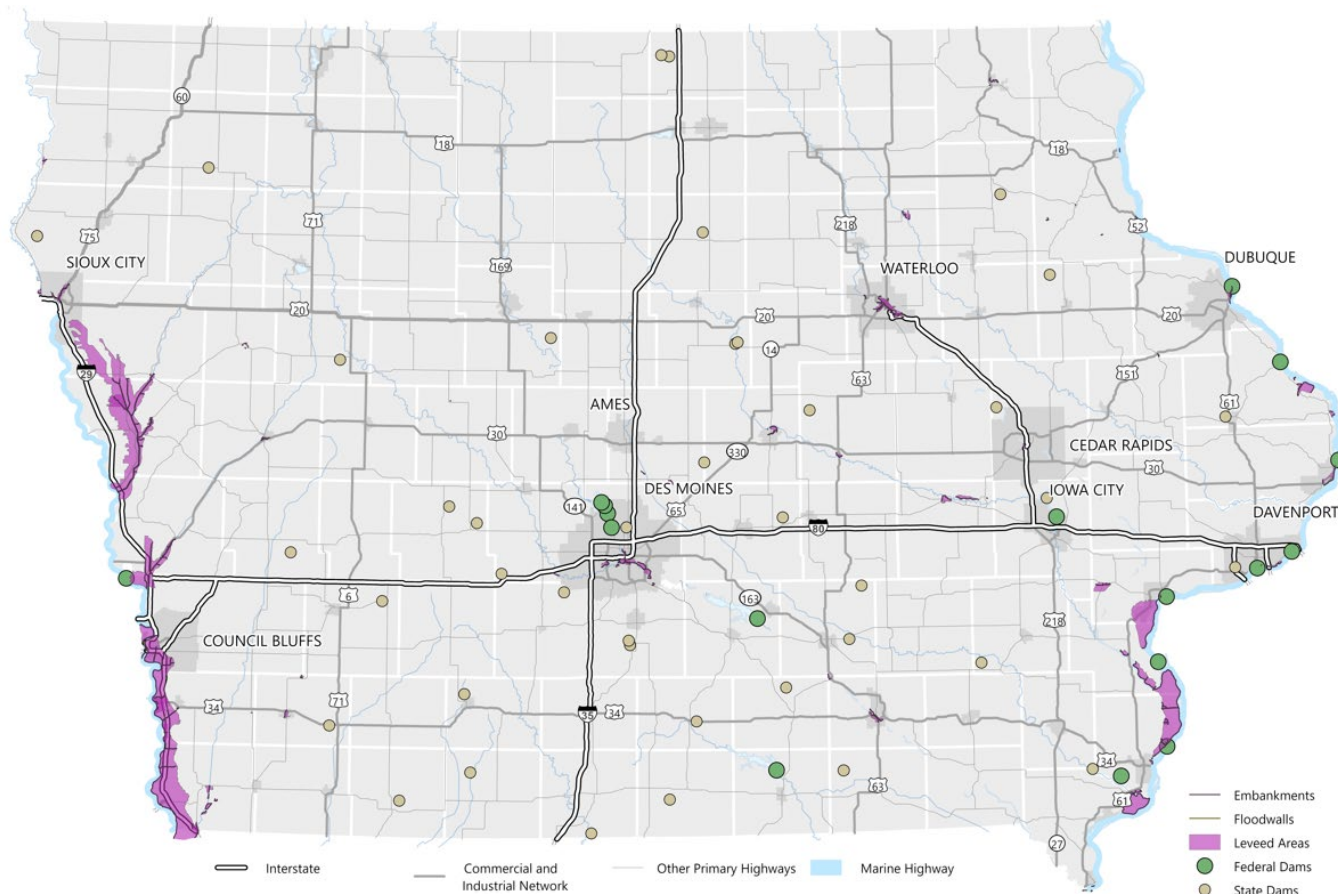 60
18
18
71
75
218
52
SIOUX CITY
169
WATERLOO
DUBUQUE
20
20
20
14
29
63
151
61
AMES
30
330
CEDAR RAPIDS
30
DES MOINES
IOWA CITY
141
65
DAVENPORT
80
6
163
218
COUNCIL BLUFFS
34
71
35
34
34
63
61
27
Embankments
Floodwalls
Leveed Areas
Federal Dams
State Dams
Interstate
Commercial and
Industrial Network
Other Primary Highways
Marine Highway